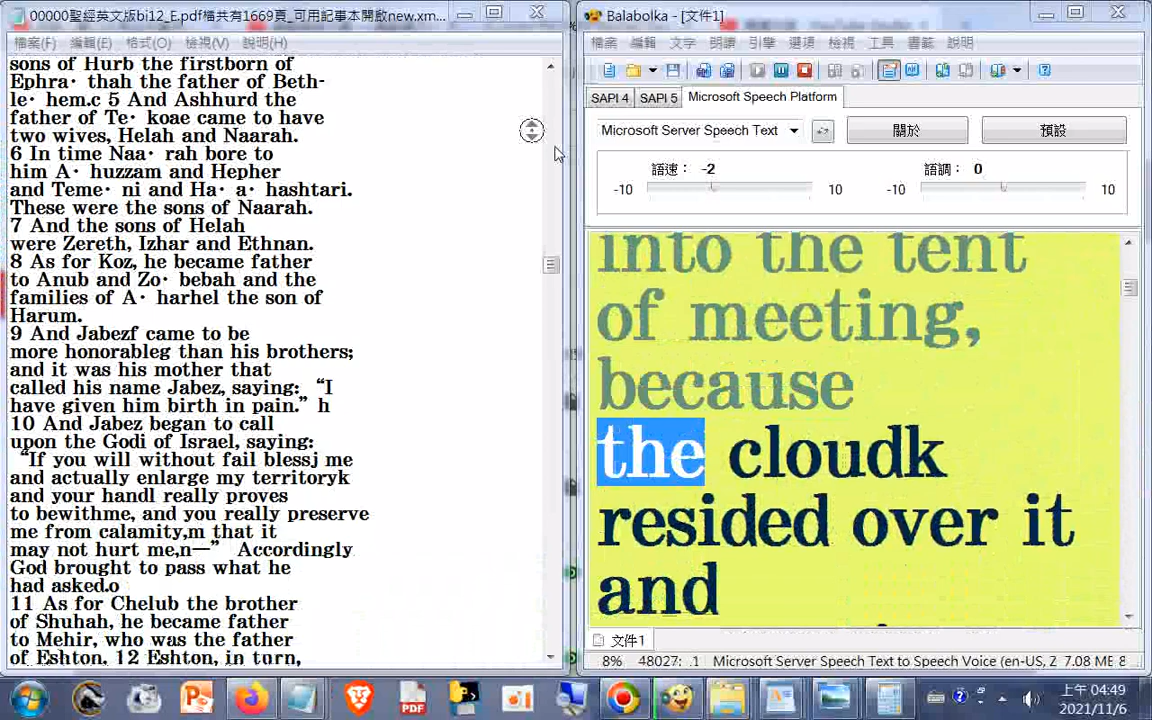 00000聖經英文版bi12_E.pdf檔共有1669頁_可用記事本開啟new.xm...
檔案(F) 編輯(E) 格式(O) 檢視(V) 說明(H)
sons of Hurb the firstborn of
Ephra· thah the father of Beth-
le· hem.c 5 And Ashhurd the
father of Te· koae came to have
two wives, Helah and Naarah.
6 In time Naa· rah bore to
him A· huzzam and Hepher
and Teme· ni and Ha· a· hashtari.
These were the sons of Naarah.
7 And the sons of Helah
were Zereth, Izhar and Ethnan.
8 As for Koz, he became father
to Anub and Zo· bebah and the
families of A· harhel the son of
Harum.
9 And Jabezf came to be
more honorableg than his brothers;
and it was his mother that
called his name Jabez, saying: “I
have given him birth in pain.” h
10 And Jabez began to call
upon the Godi of Israel, saying:
“If you will without fail blessj me
and actually enlarge my territoryk
and your handl really proves
to bewithme, and you really preserve
me from calamity,m that it
may not hurt me,n—” Accordingly
God brought to pass what he
had asked.o
11 As for Chelub the brother
of Shuhah, he became father
to Mehir, who was the father
of Eshton. 12 Eshton, in turn,
Balabolka - [文件1]
檔案 編輯 文字 朗讀 引擎 選項 檢視 工具 書籤 說明
SAPI 4 SAPI 5 Microsoft Speech Platform
Microsoft Server Speech Text 關於 預設
語速： -2 語調： 0
-10 10 -10 10
into the tent
of meeting,
because
the cloudk
resided over it
and
文件1
8% 48027: .1 Microsoft Server Speech Text to Speech Voice (en-US, 2 7.08 ME 8
PDF
上午 04:49
2021/11/6